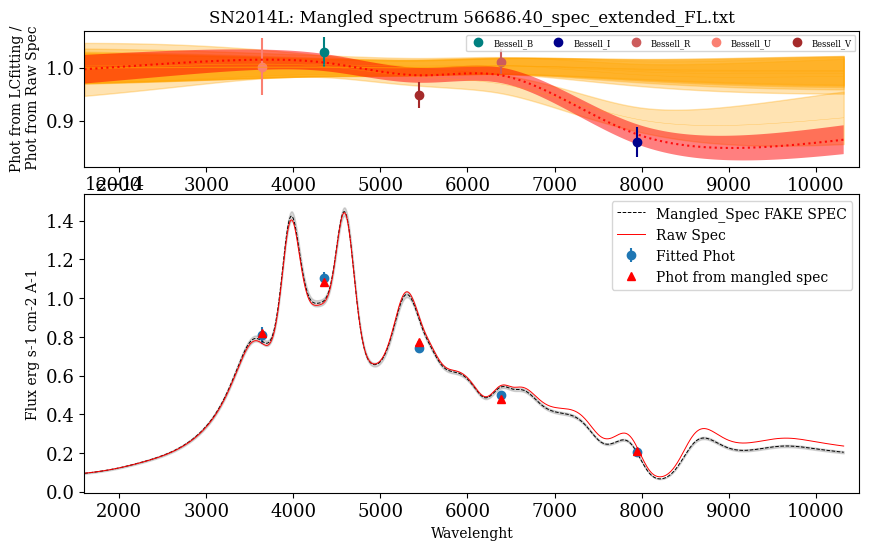 SN2014L: Mangled spectrum 56686.40_spec_extended_FL.txt
Phot from LCfitting /
Phot from Raw Spec
1.0
0.9
Bessell_B
Bessell_I
Bessell_R
Bessell_U
Bessell_V
2000 3000 4000 5000 6000 7000 8000 9000 10000
1e−14
Flux erg s-1 cm-2 A-1
1.4
1.2
1.0
0.8
0.6
0.4
0.2
0.0
Mangled_Spec FAKE SPEC
Raw Spec
Fitted Phot
Phot from mangled spec
2000 3000 4000 5000 6000 7000 8000 9000 10000
Wavelenght